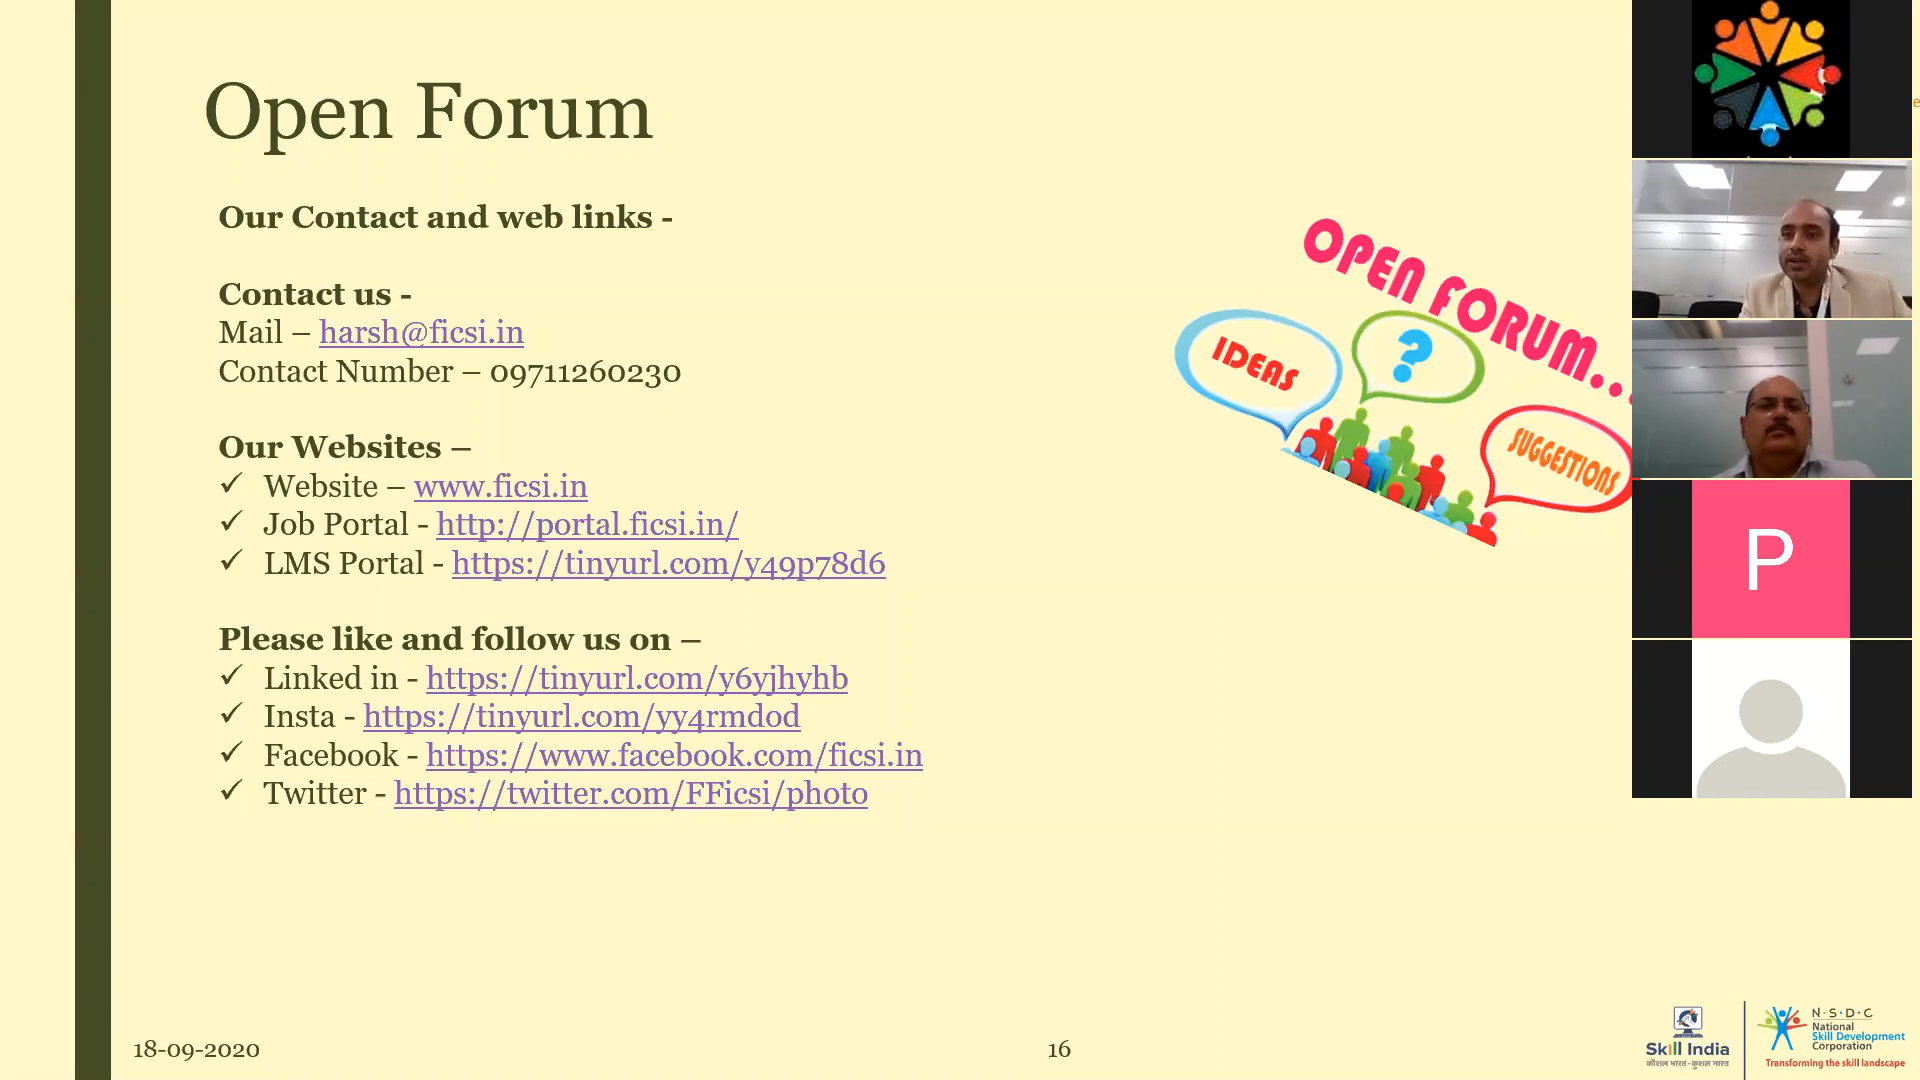 Open Forum
Our Contact and web links -
Contact us -
Mail – harsh@ficsi.in
Contact Number – 09711260230
Our Websites –
✓ Website – www.ficsi.in
✓ Job Portal - http://portal.ficsi.in/
✓ LMS Portal - https://tinyurl.com/y49p78d6
Please like and follow us on –
✓ Linked in - https://tinyurl.com/y6yjhyhb
✓ Insta - https://tinyurl.com/yy4rmdod
✓ Facebook - https://www.facebook.com/ficsi.in
✓ Twitter - https://twitter.com/FFicsi/photo
OPEN FORUM...
IDEAS
?
SUGGESTIONS
P
18-09-2020
16
Skill India
कौशल भारत - कुशल भारत
N·S·D·C
National
Skill Development
Corporation
Transforming the skill landscape